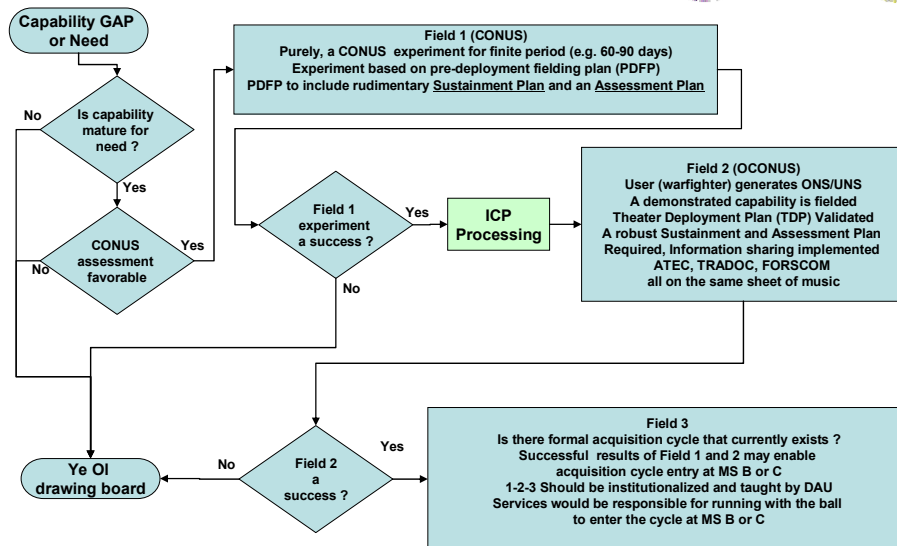 Capability GAP
or Need
Field 1 (CONUS)
Purely, a CONUS experiment for finite period (e.g. 60-90 days)
Experiment based on pre-deployment fielding plan (PDFP)
PDFP to include rudimentary Sustainment Plan and an Assessment Plan
No
Is capability
mature for
need ?
Yes
CONUS
assessment
favorable
No
Yes
Field 1
experiment
a success ?
Yes
No
ICP
Processing
Field 2 (OCONUS)
User (warfighter) generates ONS/UNS
A demonstrated capability is fielded
Theater Deployment Plan (TDP) Validated
A robust Sustainment and Assessment Plan
Required, Information sharing implemented
ATEC, TRADOC, FORSCOM
all on the same sheet of music
Ye Ol
drawing board
No
Field 2
a
success ?
Yes
Field 3
Is there formal acquisition cycle that currently exists ?
Successful results of Field 1 and 2 may enable
acquisition cycle entry at MS B or C
1-2-3 Should be institutionalized and taught by DAU
Services would be responsible for running with the ball
to enter the cycle at MS B or C